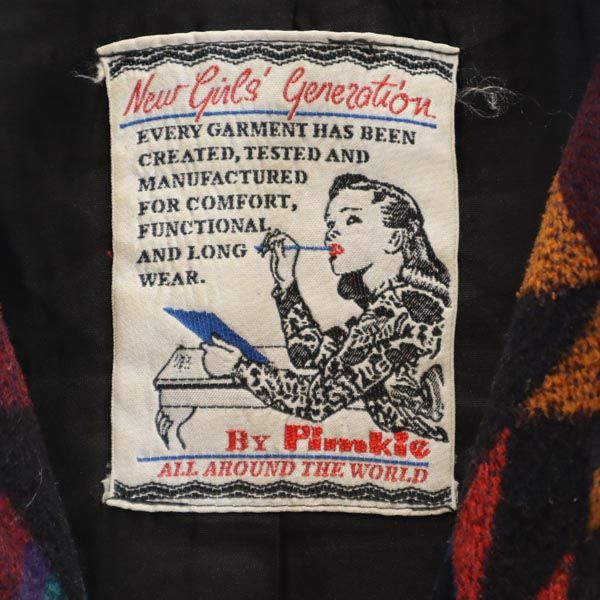 New Girls' Generation
EVERY GARMENT HAS BEEN
CREATED, TESTED AND
MANUFACTURED
FOR COMFORT,
FUNCTIONAL
AND LONG
WEAR.
BY Pimkie
ALL AROUND THE WORLD